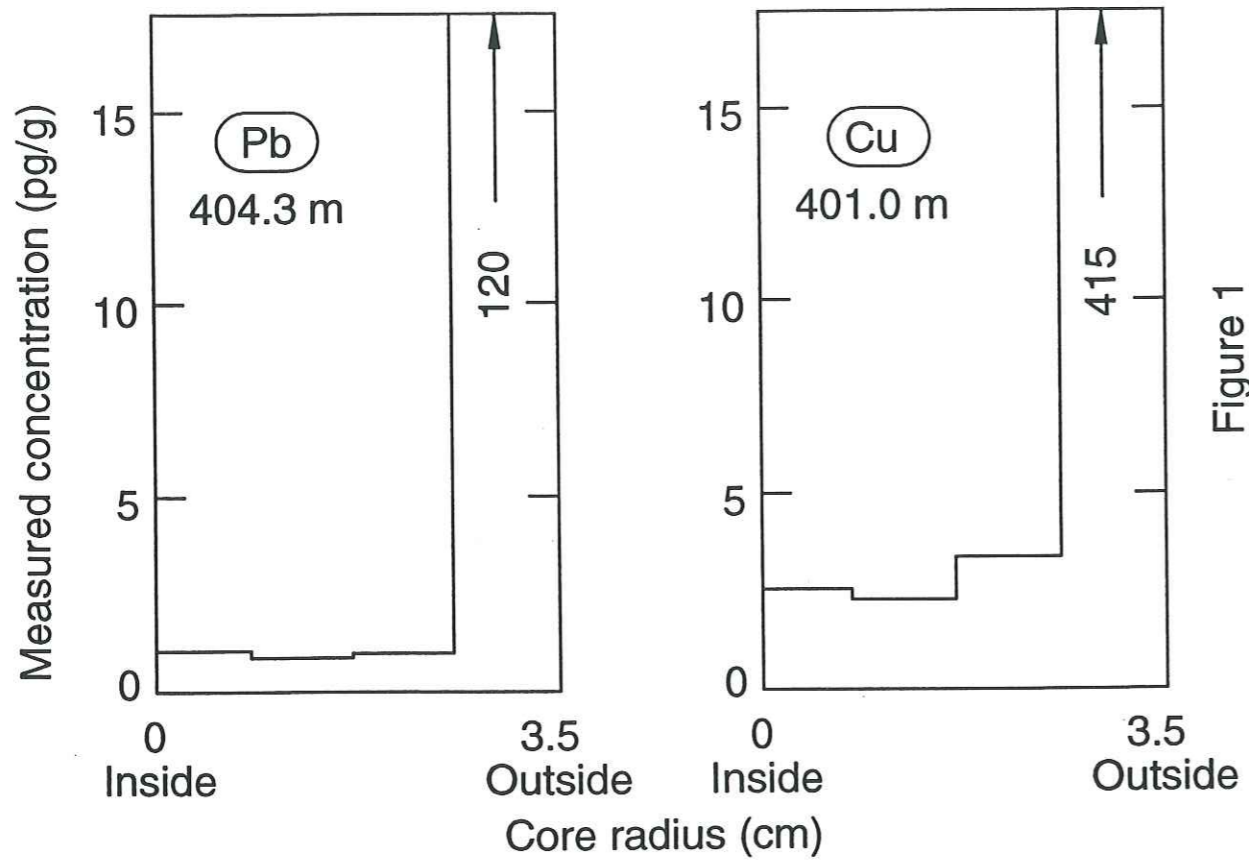 Measured concentration (pg/g)
15
10
5
0
Pb
404.3 m
120
0
Inside
3.5
Outside
15
10
5
0
Cu
401.0 m
415
0
Inside
3.5
Outside
Core radius (cm)
Figure 1